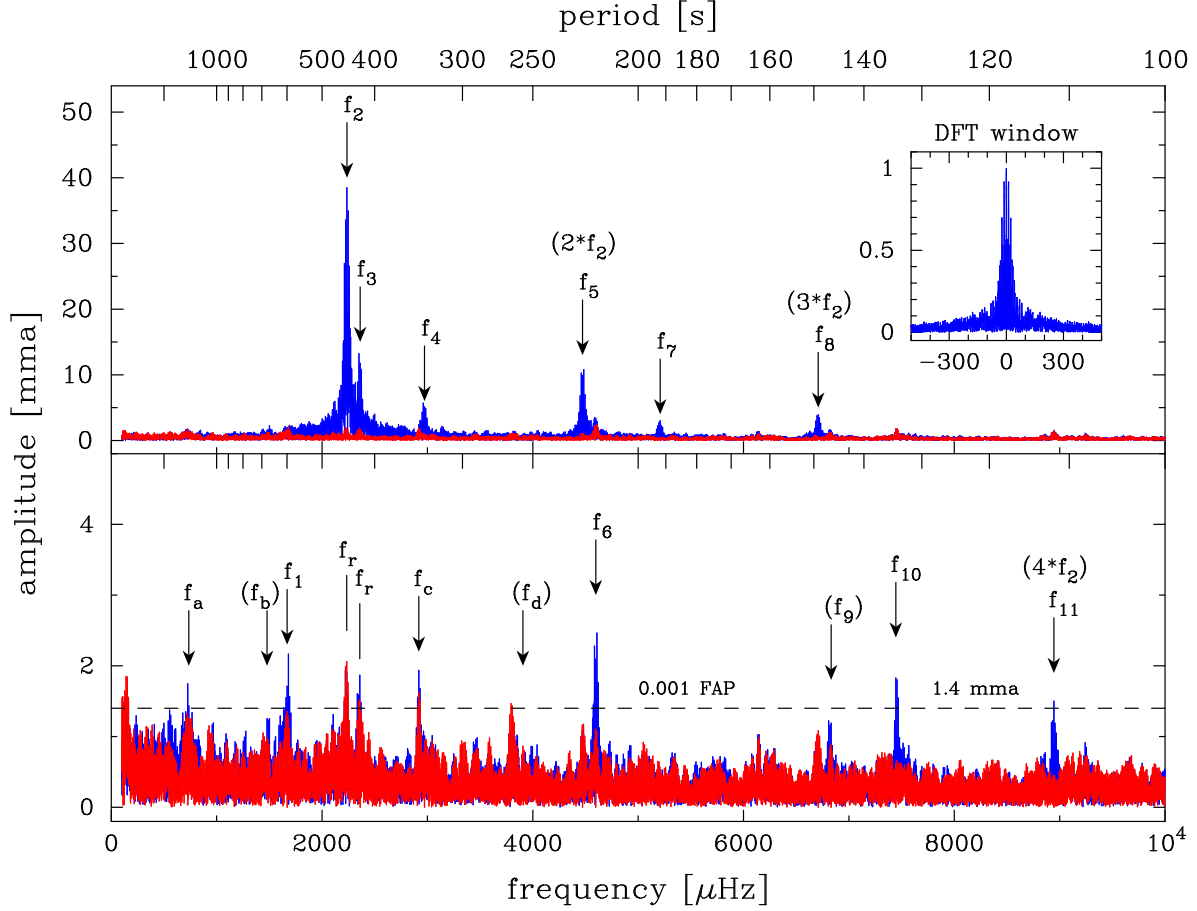 period [s]
1000 500 400 300 250 200 190 180 160 150 140 120 100
f2
50
40
30
20
10
0
f3
f4
(2*f2)
f5
f7
(3*f2)
f8
DFT window
1
0.5
0
−300 0 300
amplitude [mma]
4
2
0
fa
(fb)
f1
fr
fr
fc
(fd)
f6
0.001 FAP
(f9)
f10
1.4 mma
(4*f2)
f11
0 2000 4000 6000 8000 10⁴
frequency [μHz]